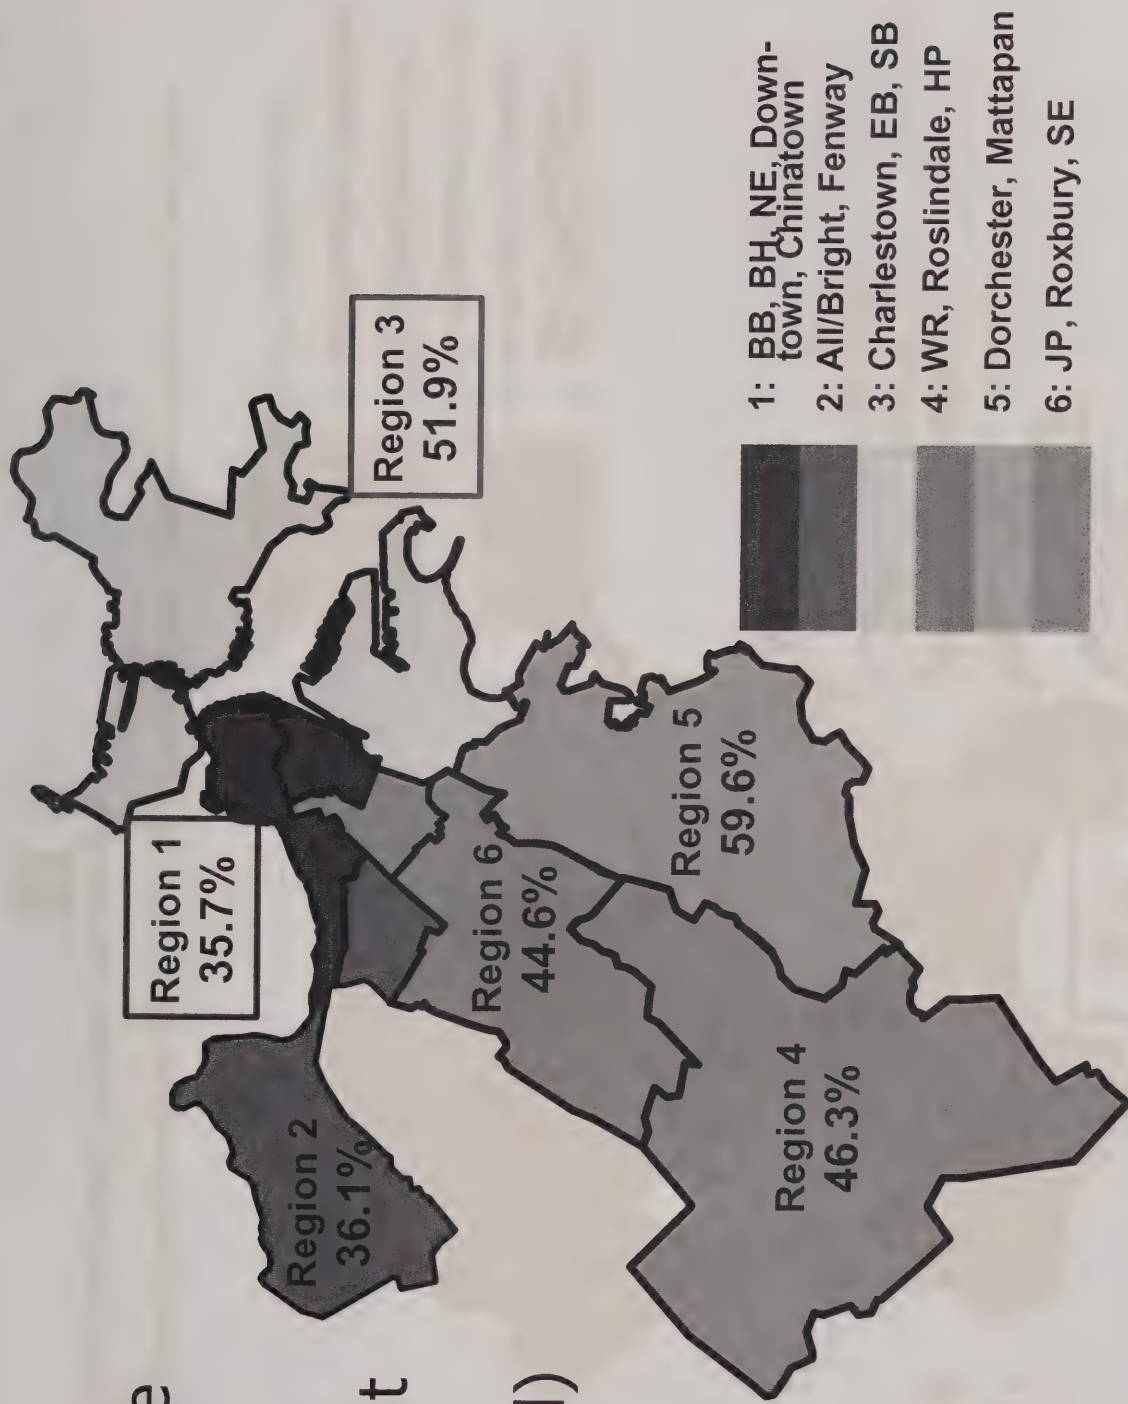 e
t
l)
Region 1
35.7%
Region 2
36.1%
Region 3
51.9%
Region 6
44.6%
Region 5
59.6%
Region 4
46.3%
1: BB, BH, NE, Down-
town, Chinatown
2: All/Bright, Fenway
3: Charlestown, EB, SB
4: WR, Roslindale, HP
5: Dorchester, Mattapan
6: JP, Roxbury, SE